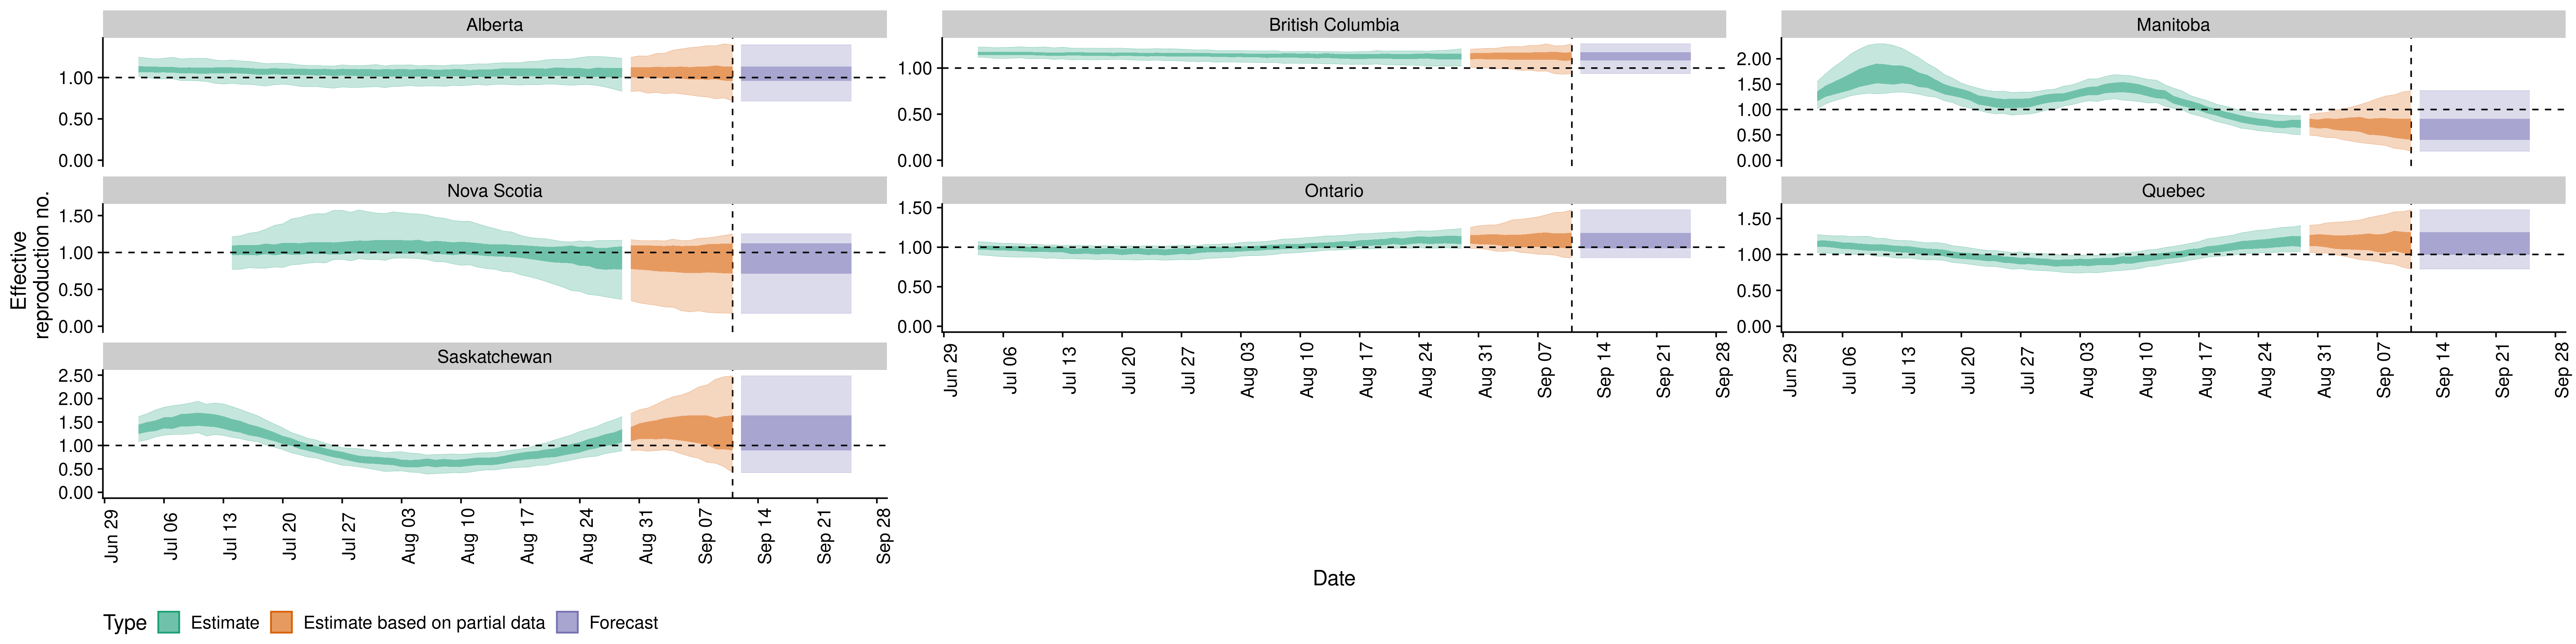 Alberta
British Columbia
Manitoba
1.00
0.50
0.00
1.00
0.50
0.00
2.00
1.50
1.00
0.50
0.00
Nova Scotia
Ontario
Quebec
1.50
1.00
0.50
0.00
1.50
1.00
0.50
0.00
1.50
1.00
0.50
0.00
Effective
reproduction no.
Saskatchewan
2.50
2.00
1.50
1.00
0.50
0.00
Jun 29 Jul 06 Jul 13 Jul 20 Jul 27 Aug 03 Aug 10 Aug 17 Aug 24 Aug 31 Sep 07 Sep 14 Sep 21 Sep 28
Jun 29 Jul 06 Jul 13 Jul 20 Jul 27 Aug 03 Aug 10 Aug 17 Aug 24 Aug 31 Sep 07 Sep 14 Sep 21 Sep 28
Jun 29 Jul 06 Jul 13 Jul 20 Jul 27 Aug 03 Aug 10 Aug 17 Aug 24 Aug 31 Sep 07 Sep 14 Sep 21 Sep 28
Date
Type Estimate Estimate based on partial data Forecast